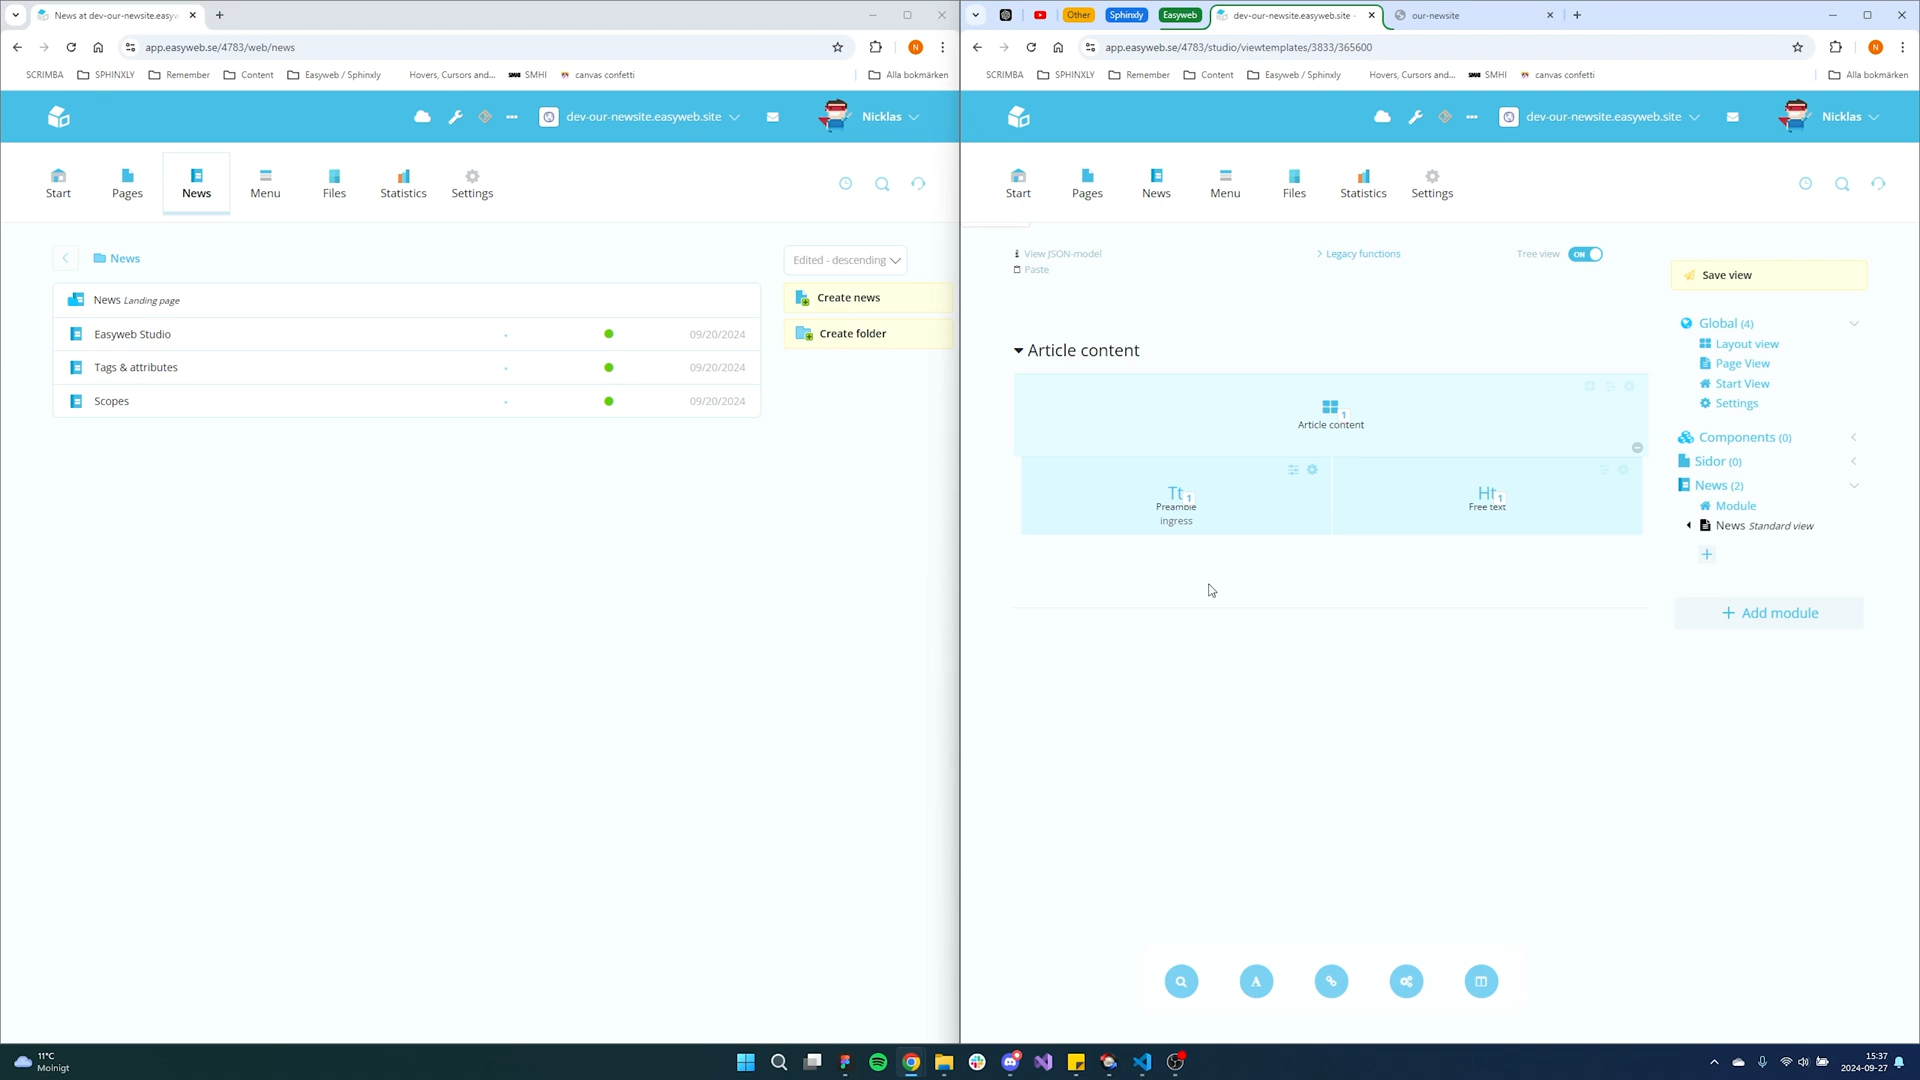 News at dev-our-newsite.easyw
app.easyweb.se/4783/web/news
SCRIMBA
SPHINXLY
Remember
Content
Easyweb / Sphinxly
Hovers, Cursors and...
SMHI
canvas confetti
Alla bokmärken
dev-our-newsite.easyweb.site
Nicklas
Start
Pages
News
Menu
Files
Statistics
Settings
News
Edited - descending
News Landing page
Create news
Easyweb Studio
09/20/2024
Create folder
Tags & attributes
09/20/2024
Scopes
09/20/2024
Other
Sphinxly
Easyweb
dev-our-newsite.easyweb.site -
our-newsite
app.easyweb.se/4783/studio/viewtemplates/3833/365600
SCRIMBA
SPHINXLY
Remember
Content
Easyweb / Sphinxly
Hovers, Cursors and...
SMHI
canvas confetti
Alla bokmärken
dev-our-newsite.easyweb.site
Nicklas
Start
Pages
News
Menu
Files
Statistics
Settings
View JSON-model
Paste
Legacy functions
Tree view
ON
Save view
Article content
Article content
1
Tt 1
Preamble
ingress
Ht 1
Free text
Global (4)
Layout view
Page View
Start View
Settings
Components (0)
Sidor (0)
News (2)
Module
News Standard view
Add module
11°C
Molnigt
15:37
2024-09-27